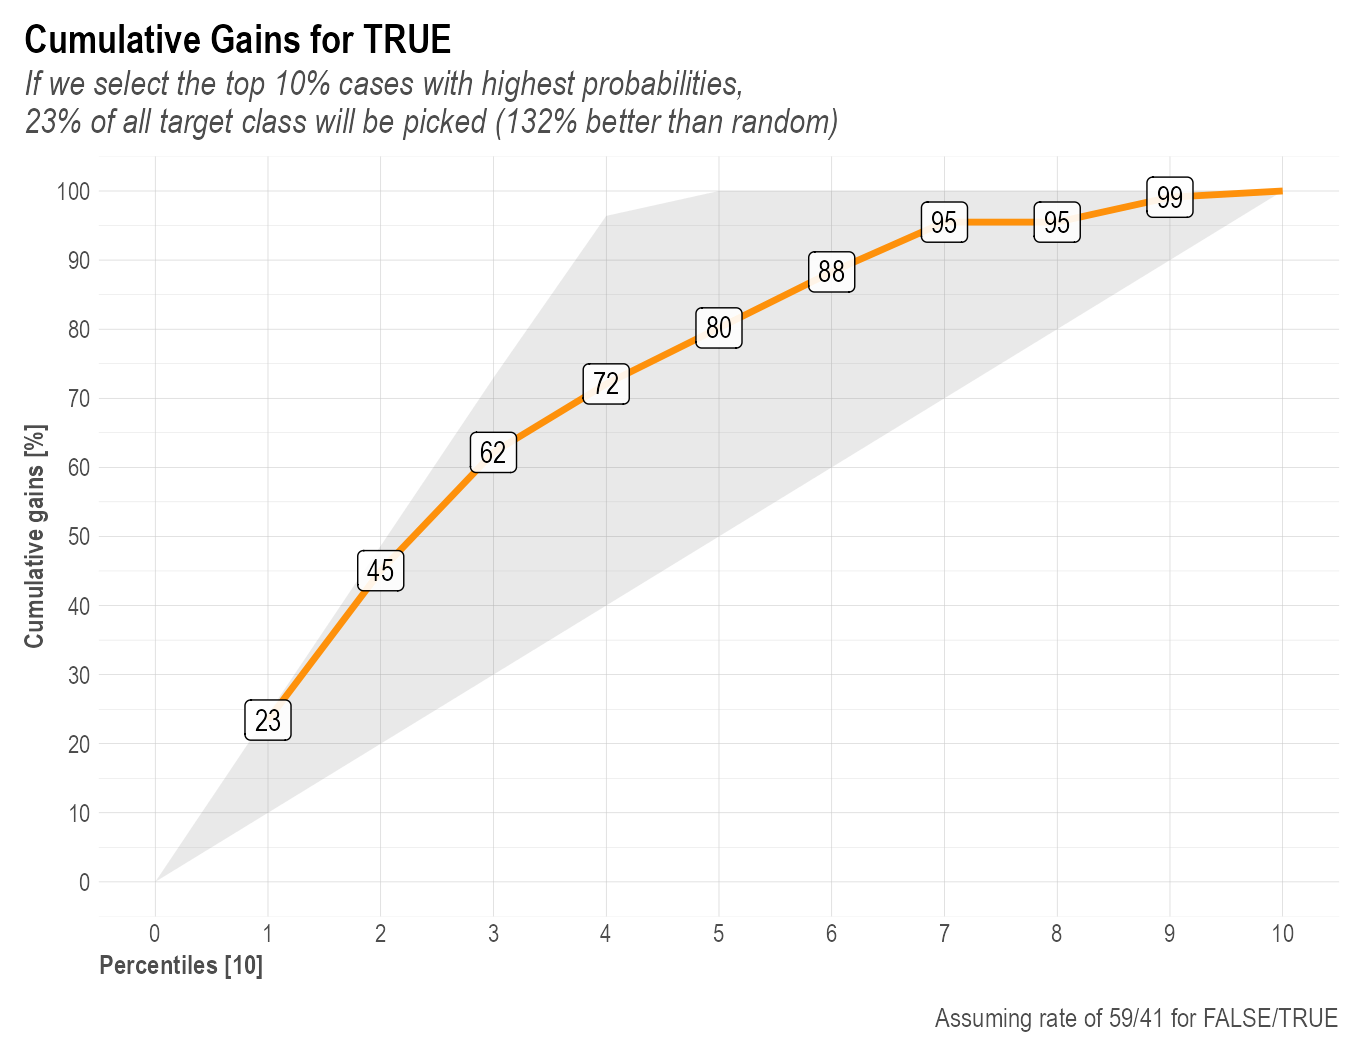 Cumulative Gains for TRUE
If we select the top 10% cases with highest probabilities,
23% of all target class will be picked (132% better than random)
Cumulative gains [%]
100
90
80
70
60
50
40
30
20
10
0
23
45
62
72
80
88
95
95
99
0 1 2 3 4 5 6 7 8 9 10
Percentiles [10]
Assuming rate of 59/41 for FALSE/TRUE